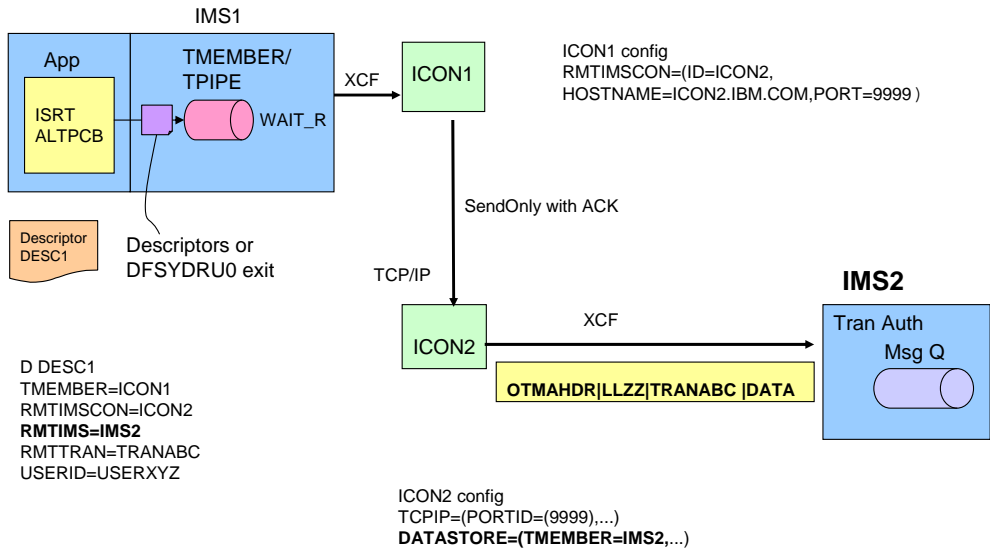 IMS1
App
ISRT
ALTPCB
TMEMBER/
TPIPE
WAIT_R
XCF
ICON1
ICON1 config
RMTIMSCON=(ID=ICON2,
HOSTNAME=ICON2.IBM.COM,PORT=9999 )
SendOnly with ACK
Descriptor
DESC1
Descriptors or
DFSYDRU0 exit
TCP/IP
ICON2
XCF
OTMAHDR|LLZZ|TRANABC |DATA
IMS2
Tran Auth
Msg Q
D DESC1
TMEMBER=ICON1
RMTIMSCON=ICON2
RMTIMS=IMS2
RMTTRAN=TRANABC
USERID=USERXYZ
ICON2 config
TCPIP=(PORTID=(9999),...)
DATASTORE=(TMEMBER=IMS2,...)